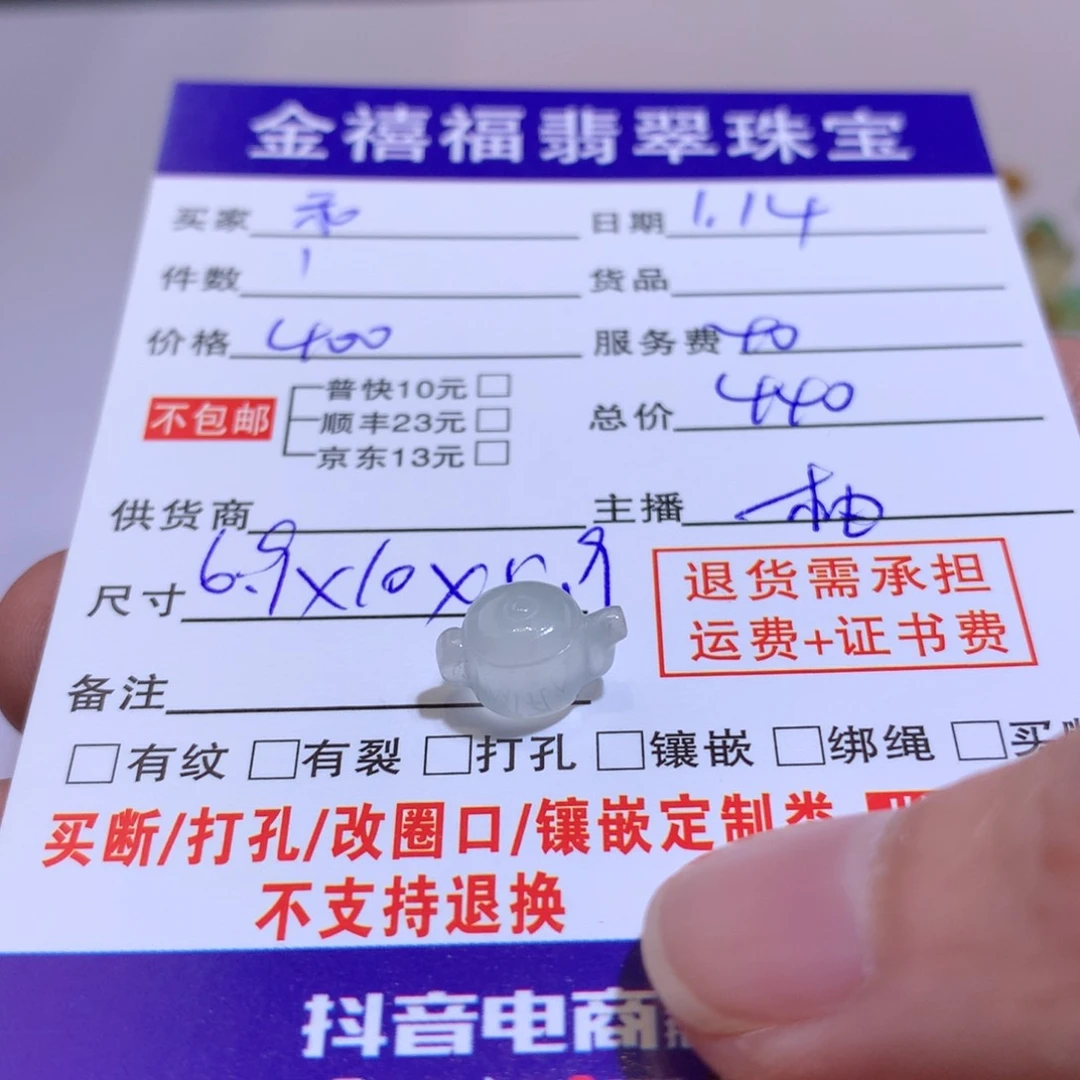 金禧福翡翠珠宝
买家 日期 1.14
件数 1 货品
价格 400 服务费 40
普快10元
不包邮 顺丰23元 总价 440
京东13元
供货商 主播 柚
尺寸 6.9×10×
退货需承担
运费+证书费
备注
有纹 有裂 打孔 镶嵌 绑绳 买
买断/打孔/改圈口/镶嵌定制类
不支持退换
抖音电商